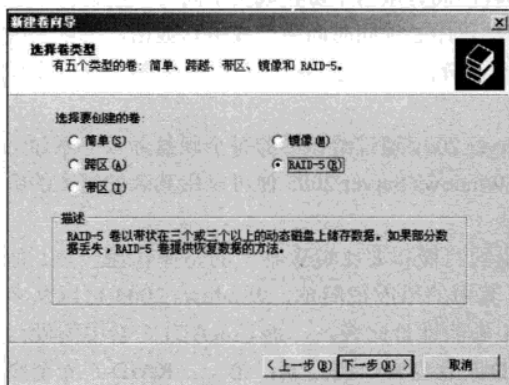 新建卷向导
选择卷类型
有五个类型的卷: 简单、跨越、带区、镜像和 RAID-5。
选择要创建的卷:
简单(S)
镜像(M)
跨区(A)
RAID-5(R)
带区(T)
描述
RAID-5 卷以带状在三个或三个以上的动态磁盘上储存数据。如果部分数
据丢失，RAID-5 卷提供恢复数据的方法。
< 上一步(B)
下一步(N) >
取消